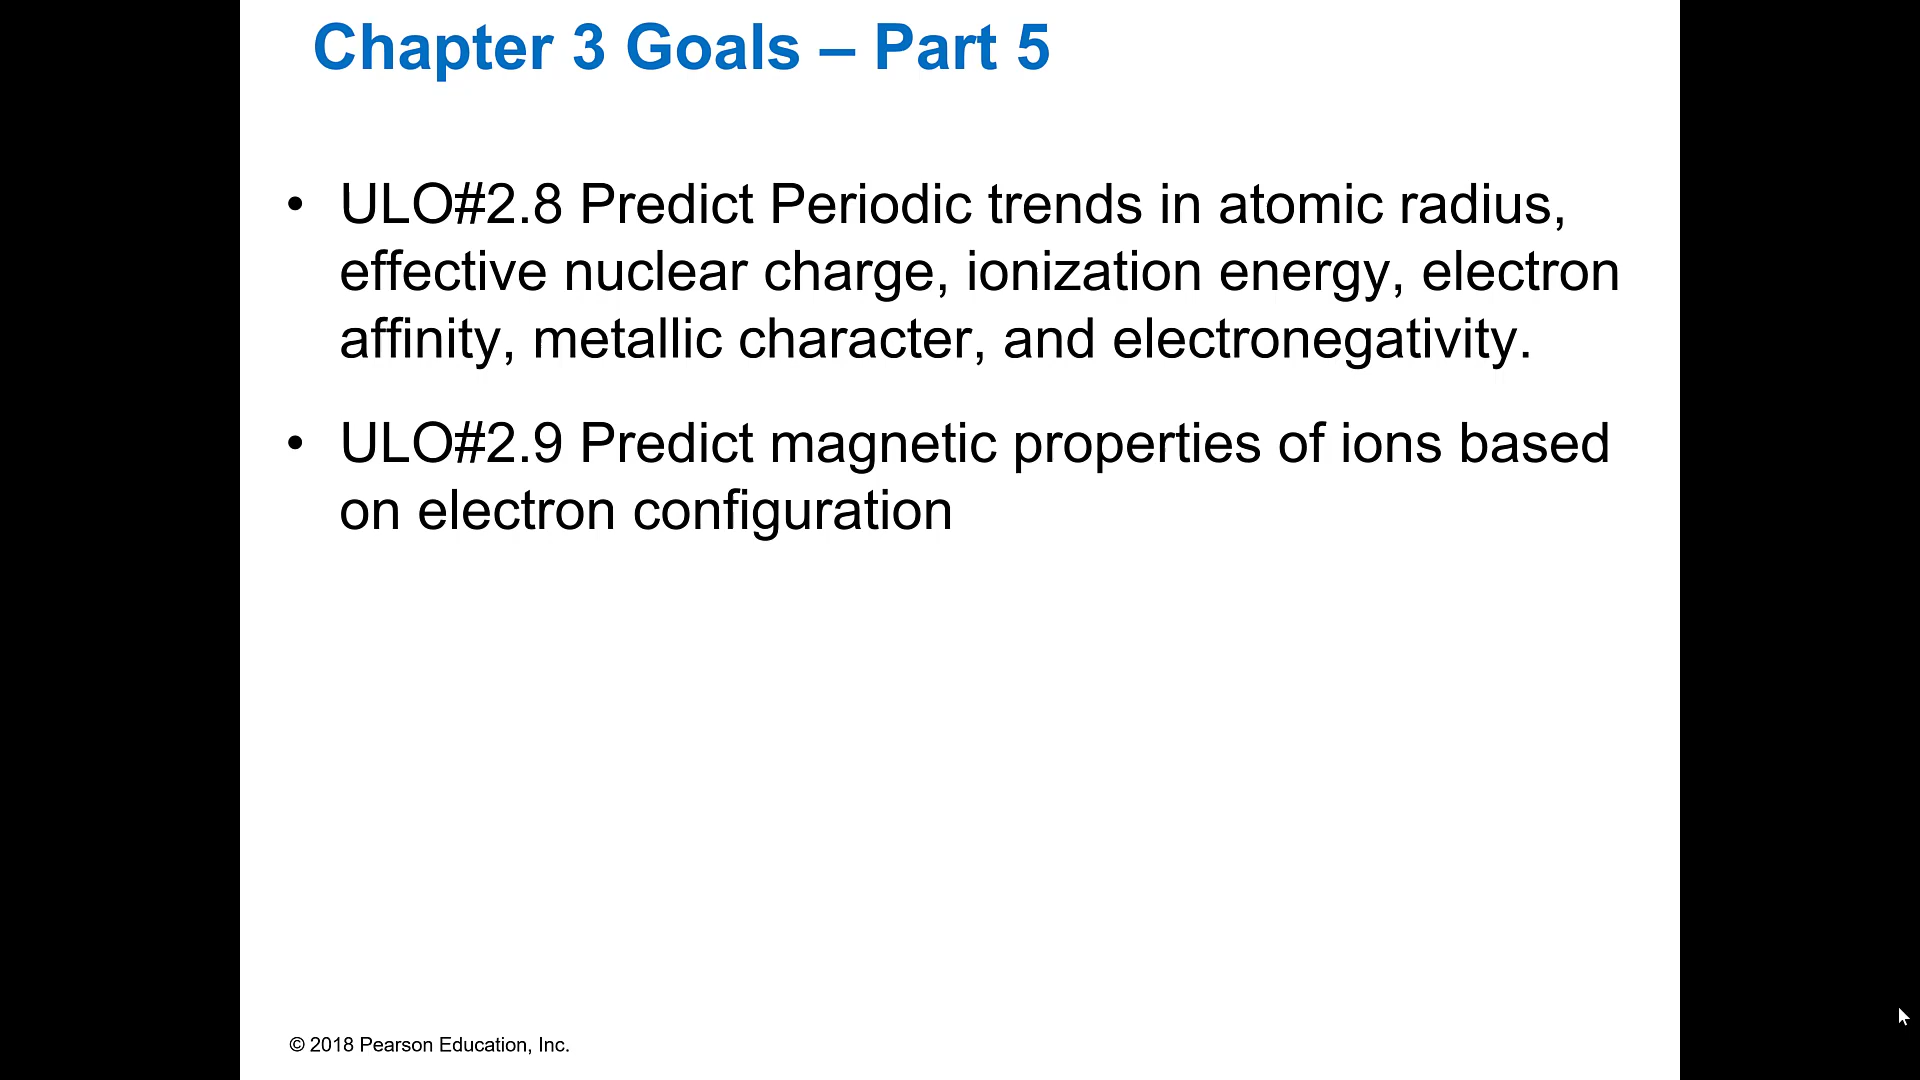 Chapter 3 Goals – Part 5
• ULO#2.8 Predict Periodic trends in atomic radius,
effective nuclear charge, ionization energy, electron
affinity, metallic character, and electronegativity.
• ULO#2.9 Predict magnetic properties of ions based
on electron configuration
© 2018 Pearson Education, Inc.